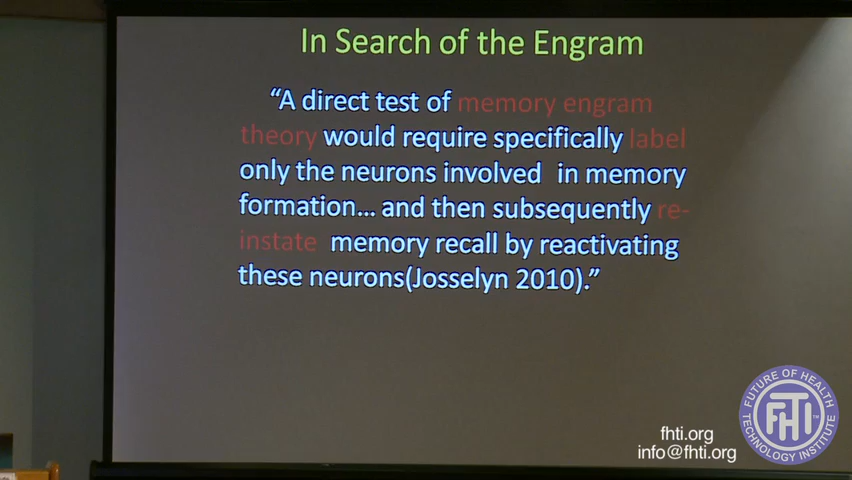 In Search of the Engram
“A direct test of memory engram
theory would require specifically label
only the neurons involved in memory
formation... and then subsequently re-
instate memory recall by reactivating
these neurons(Josselyn 2010).”
FUTURE OF HEALTH
FHTI™
TECHNOLOGY INSTITUTE
fhti.org
info@fhti.org